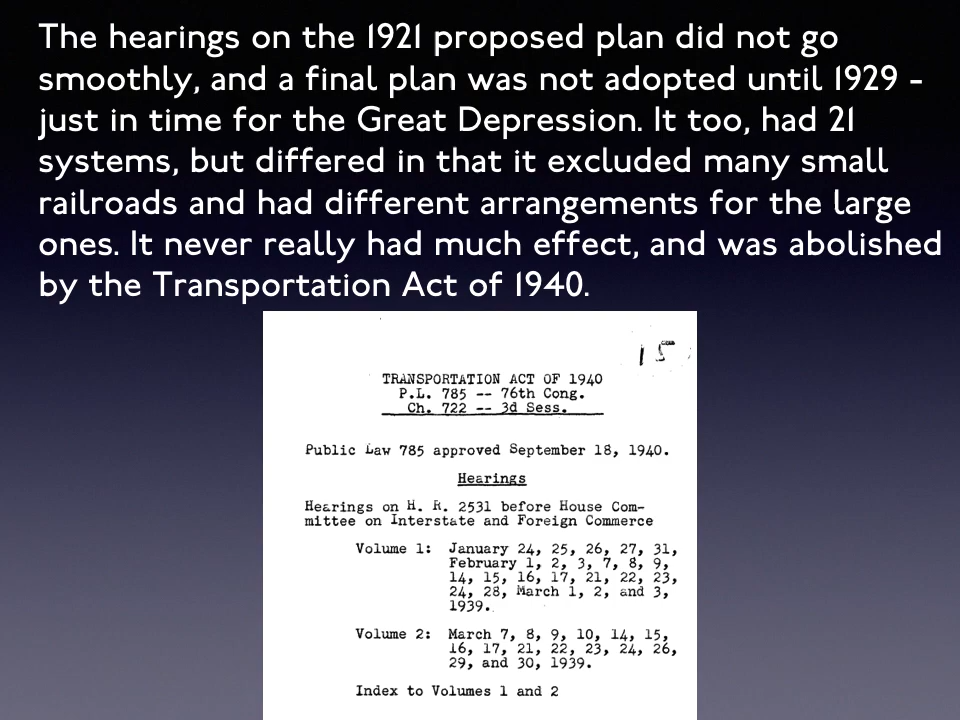 The hearings on the 1921 proposed plan did not go
smoothly, and a final plan was not adopted until 1929 -
just in time for the Great Depression. It too, had 21
systems, but differed in that it excluded many small
railroads and had different arrangements for the large
ones. It never really had much effect, and was abolished
by the Transportation Act of 1940.
15
TRANSPORTATION ACT OF 1940
P.L. 785 -- 76th Cong.
Ch. 722 -- 3d Sess.
Public Law 785 approved September 18, 1940.
Hearings
Hearings on H. R. 2531 before House Com-
mittee on Interstate and Foreign Commerce
Volume 1: January 24, 25, 26, 27, 31,
February 1, 2, 3, 7, 8, 9,
14, 15, 16, 17, 21, 22, 23,
24, 28, March 1, 2, and 3,
1939.
Volume 2: March 7, 8, 9, 10, 14, 15,
16, 17, 21, 22, 23, 24, 26,
29, and 30, 1939.
Index to Volumes 1 and 2